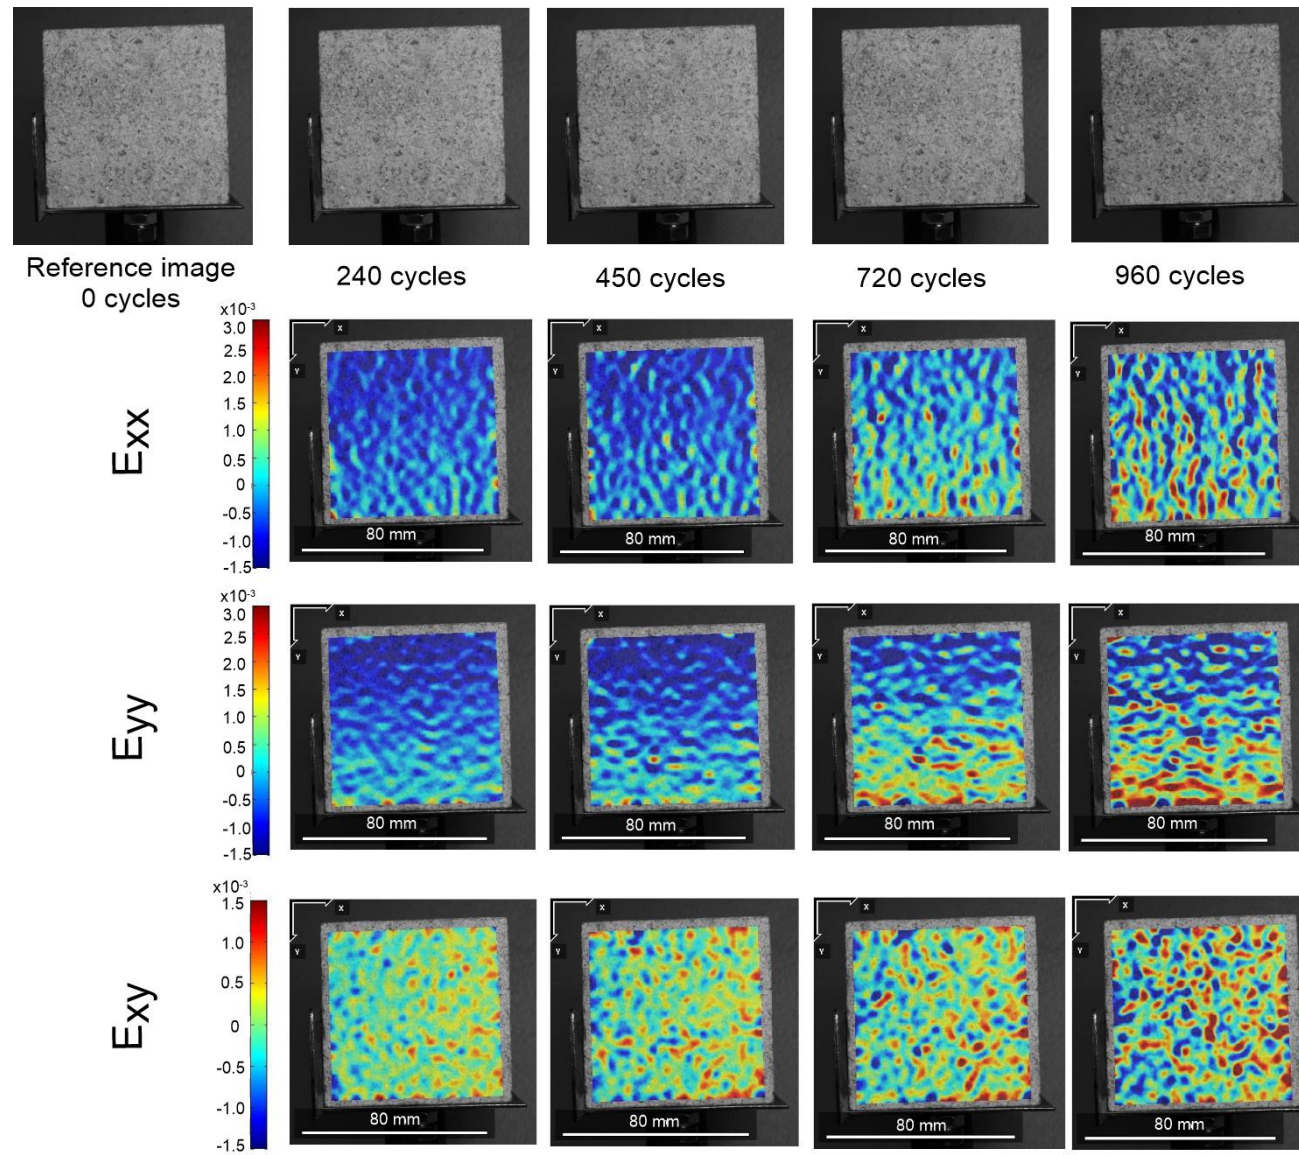 Reference image
0 cycles
240 cycles
450 cycles
720 cycles
960 cycles
Exx
x10-3
3.0
2.5
2.0
1.5
1.0
0.5
0
-0.5
-1.0
-1.5
X
Y
80 mm
X
Y
80 mm
X
Y
80 mm
X
Y
80 mm
Eyy
x10-3
3.0
2.5
2.0
1.5
1.0
0.5
0
-0.5
-1.0
-1.5
X
Y
80 mm
X
Y
80 mm
X
Y
80 mm
X
Y
80 mm
Exy
x10-3
1.5
1.0
0.5
0
-0.5
-1.0
-1.5
X
Y
80 mm
X
Y
80 mm
X
Y
80 mm
X
Y
80 mm